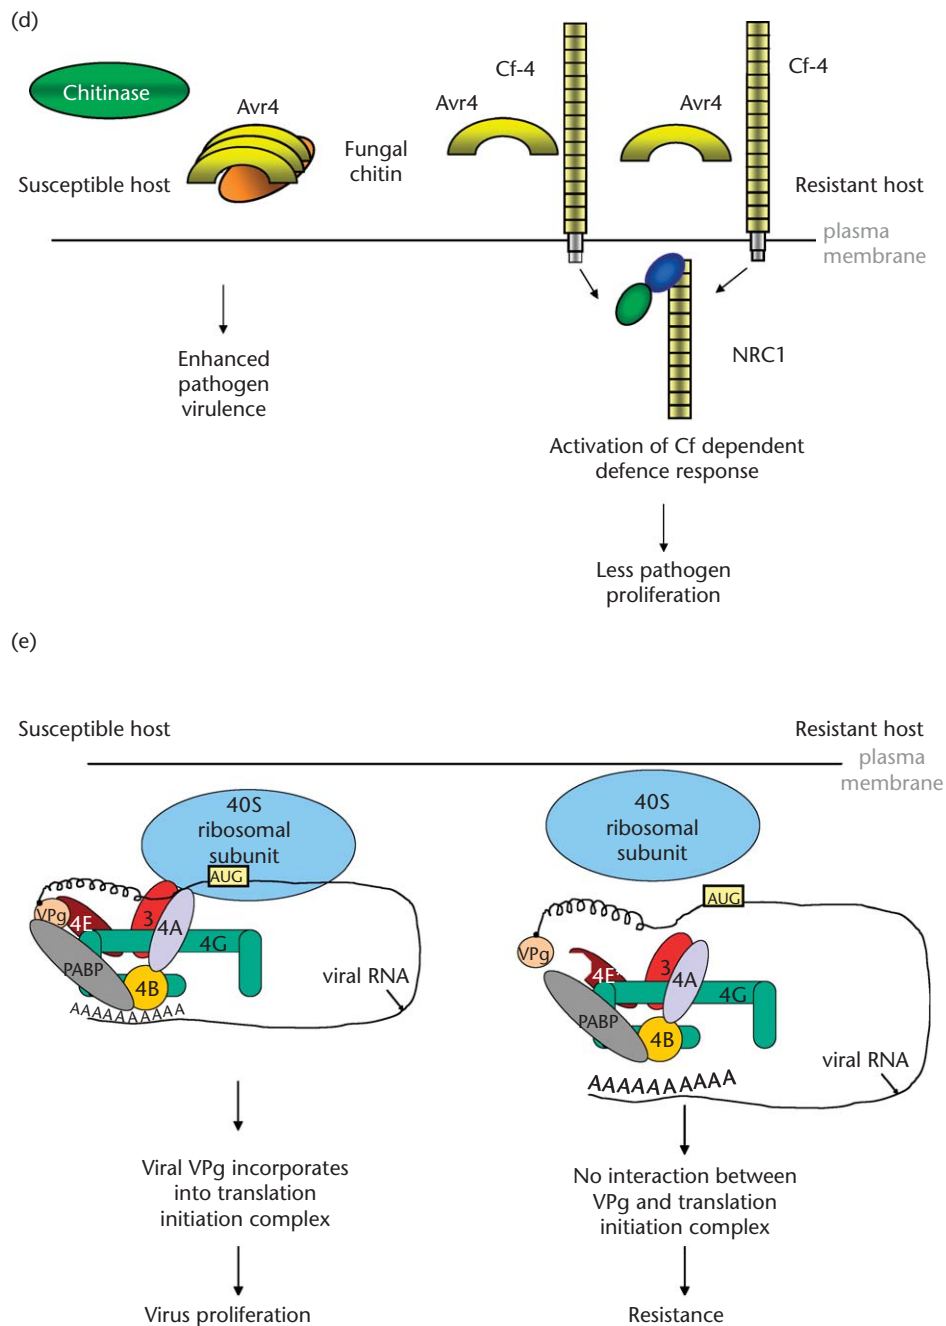 (d)
Chitinase
Avr4
Fungal
chitin
Susceptible host
Cf-4
Avr4
Avr4
Cf-4
Resistant host
plasma
membrane
NRC1
Enhanced
pathogen
virulence
Activation of Cf dependent
defence response
Less pathogen
proliferation
(e)
Susceptible host
Resistant host
plasma
membrane
40S
ribosomal
subunit
AUG
VPg
4E
3
4A
4G
PABP
4B
AAAAAAAAAA
viral RNA
Viral VPg incorporates
into translation
initiation complex
Virus proliferation
40S
ribosomal
subunit
AUG
VPg
4E*
3
4A
4G
PABP
4B
AAAAAAAAAA
viral RNA
No interaction between
VPg and translation
initiation complex
Resistance